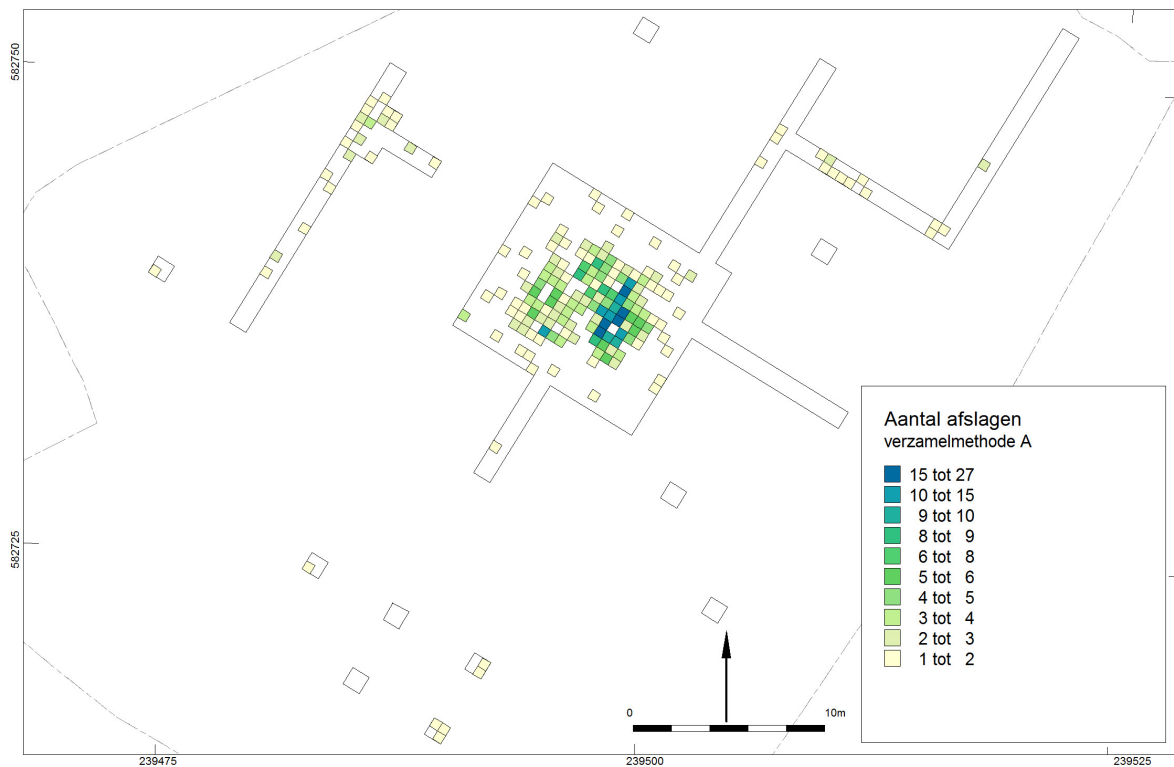 582750
582725
Aantal afslagen
verzamelmethode A
15 tot 27
10 tot 15
9 tot 10
8 tot 9
6 tot 8
5 tot 6
4 tot 5
3 tot 4
2 tot 3
1 tot 2
0 10m
239475 239500 239525